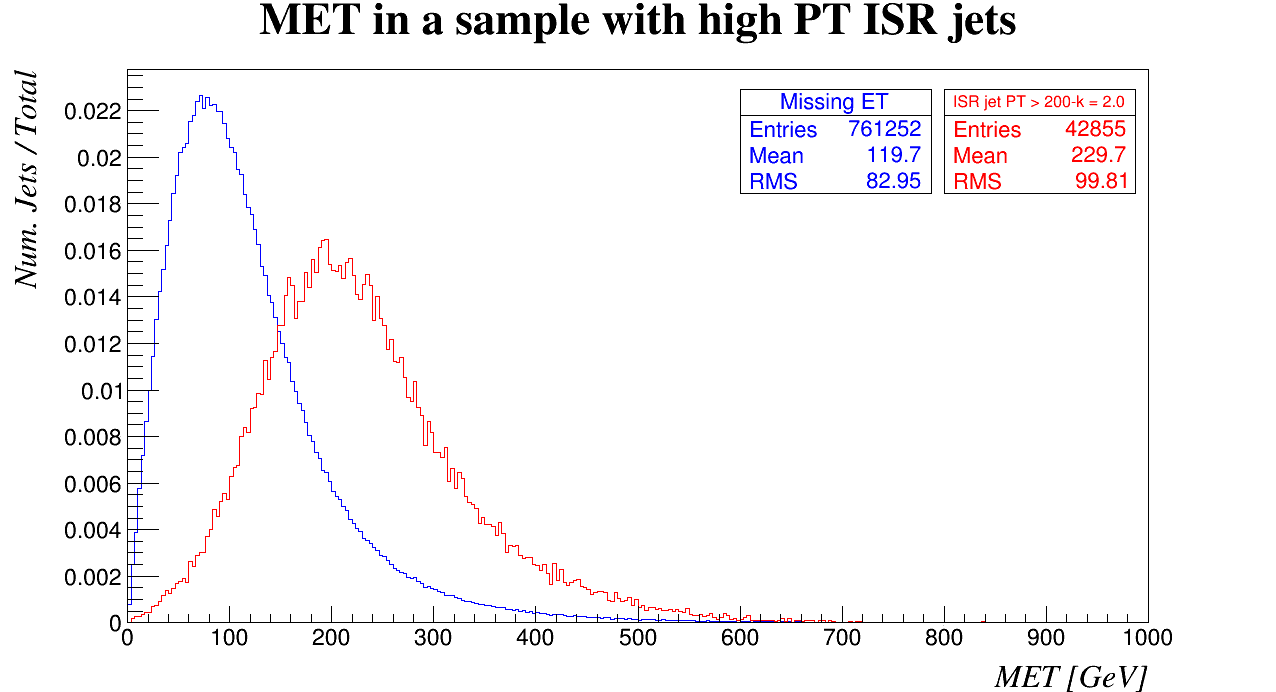 MET in a sample with high PT ISR jets
Num. Jets / Total
0.022
0.02
0.018
0.016
0.014
0.012
0.01
0.008
0.006
0.004
0.002
0
Missing ET
Entries 761252
Mean 119.7
RMS 82.95
ISR jet PT > 200-k = 2.0
Entries 42855
Mean 229.7
RMS 99.81
0 100 200 300 400 500 600 700 800 900 1000
MET [GeV]